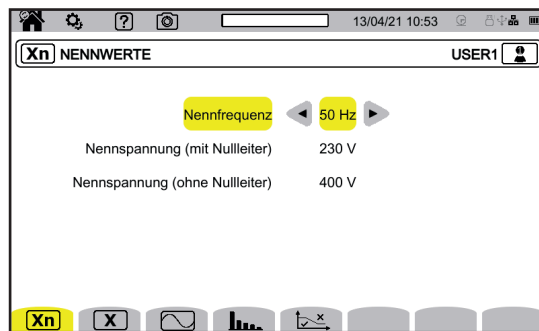 13/04/21 10:53
Xn NENNWERTE USER1
Nennfrequenz 50 Hz
Nennspannung (mit Nullleiter) 230 V
Nennspannung (ohne Nullleiter) 400 V
Xn X